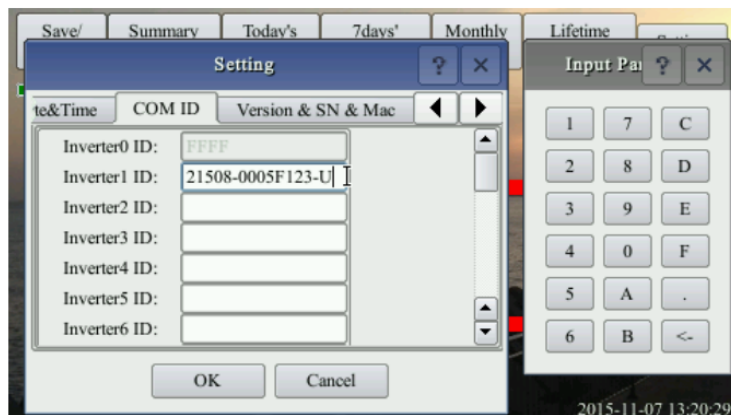 Save/ Summary Today's 7days' Monthly Lifetime
Setting
Input Pa
te&Time COM ID Version & SN & Mac
Inverter0 ID: FFFF
Inverter1 ID: 21508-0005F123-U
Inverter2 ID:
Inverter3 ID:
Inverter4 ID:
Inverter5 ID:
Inverter6 ID:
OK Cancel
1 7 C
2 8 D
3 9 E
4 0 F
5 A .
6 B <-
2015-11-07 13:20:29